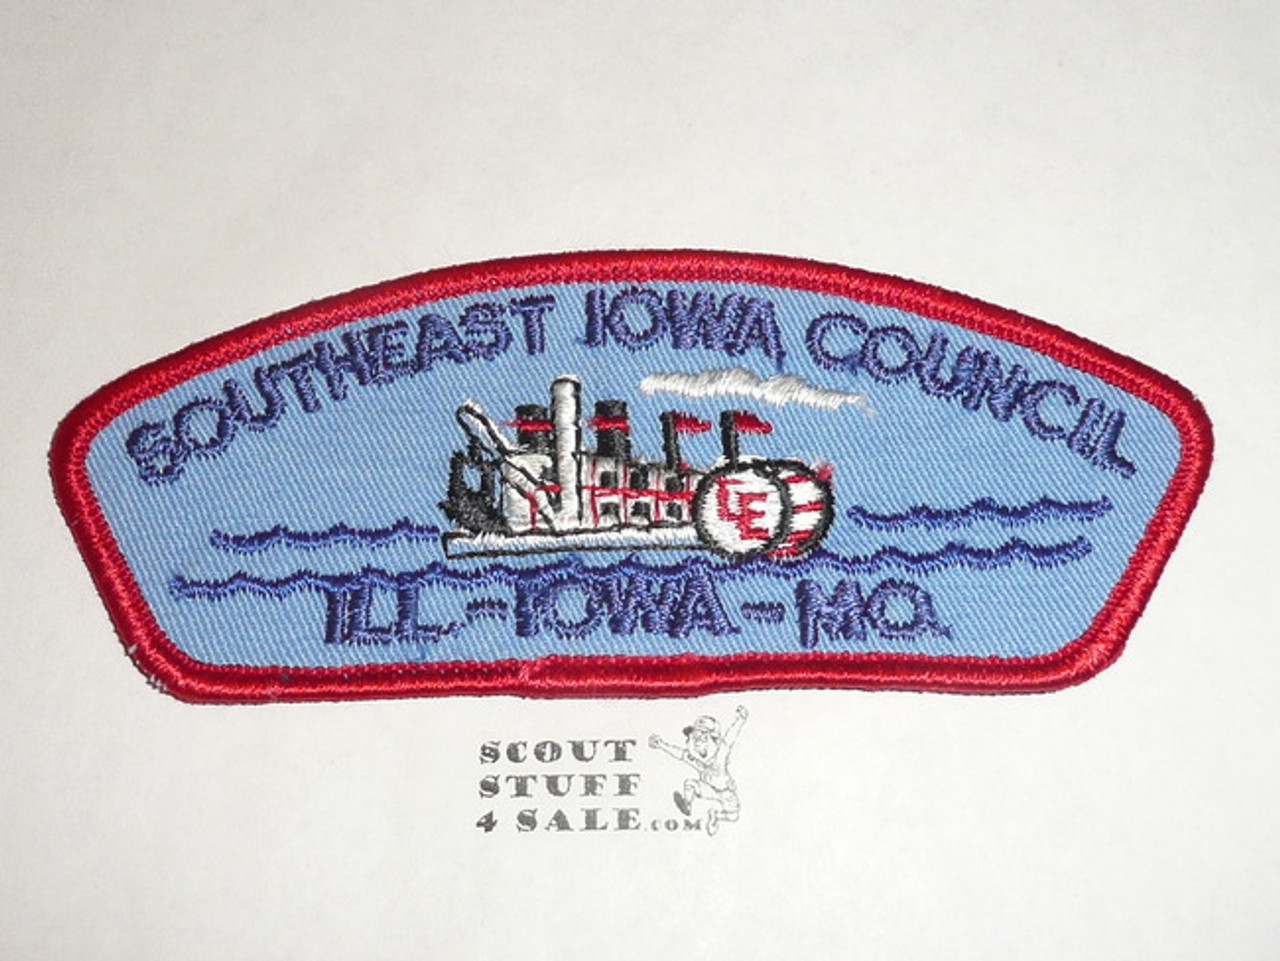 SOUTHEAST IOWA COUNCIL
ILL-IOWA-MO.
SCOUT
STUFF
4 SALE.COM